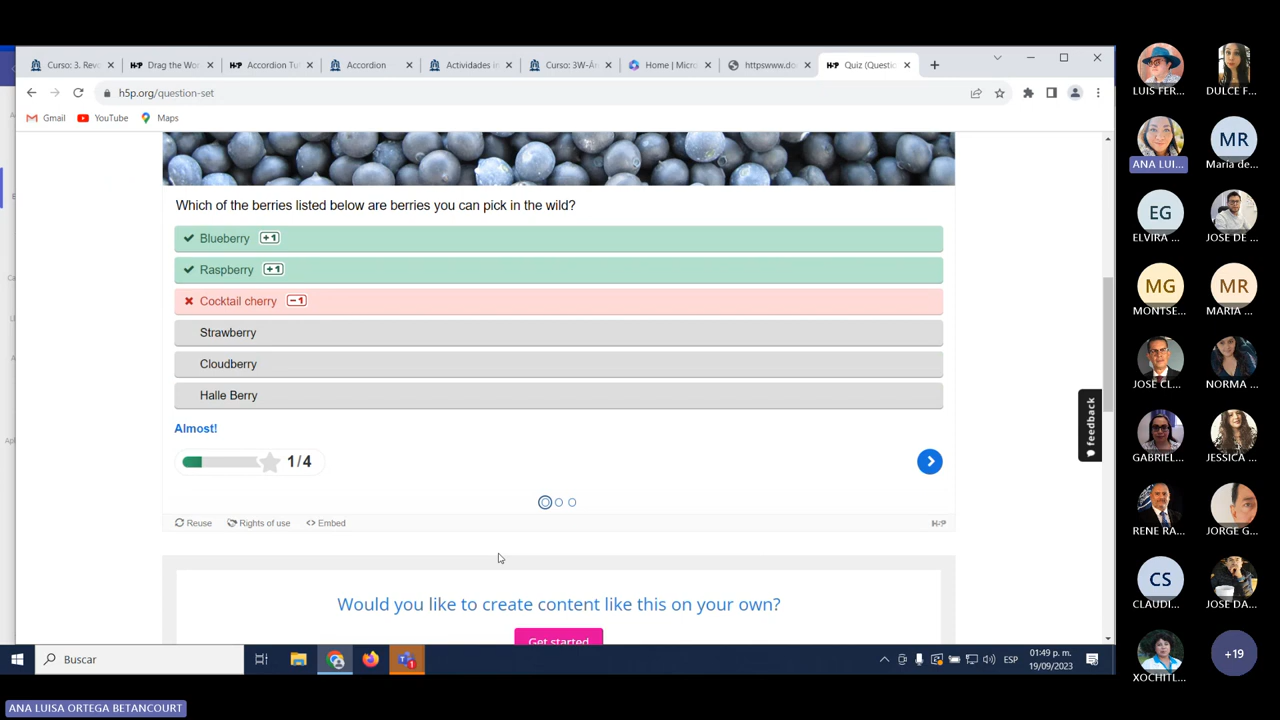 Curso: 3. Rev
H-P Drag the Wo
H-P Accordion Tu
Accordion
Actividades in
Curso: 3W-Á
Home | Micro
httpswww.do
H-P Quiz (Questio
h5p.org/question-set
Gmail
YouTube
Maps
Which of the berries listed below are berries you can pick in the wild?
Blueberry +1
Raspberry +1
Cocktail cherry −1
Strawberry
Cloudberry
Halle Berry
Almost!
1/4
feedback
Reuse
Rights of use
<> Embed
H-P
Would you like to create content like this on your own?
Get started
Buscar
ESP
01:49 p. m.
19/09/2023
LUIS FER...
DULCE F...
ANA LUI...
MR
María de...
EG
ELVIRA ...
JOSE DE ...
MG
MONTSE...
MR
MARIA ...
JOSE CL...
NORMA ...
GABRIEL...
JESSICA ...
RENE RA...
JORGE G...
CS
CLAUDI...
JOSE DA...
XOCHITL...
+19
ANA LUISA ORTEGA BETANCOURT